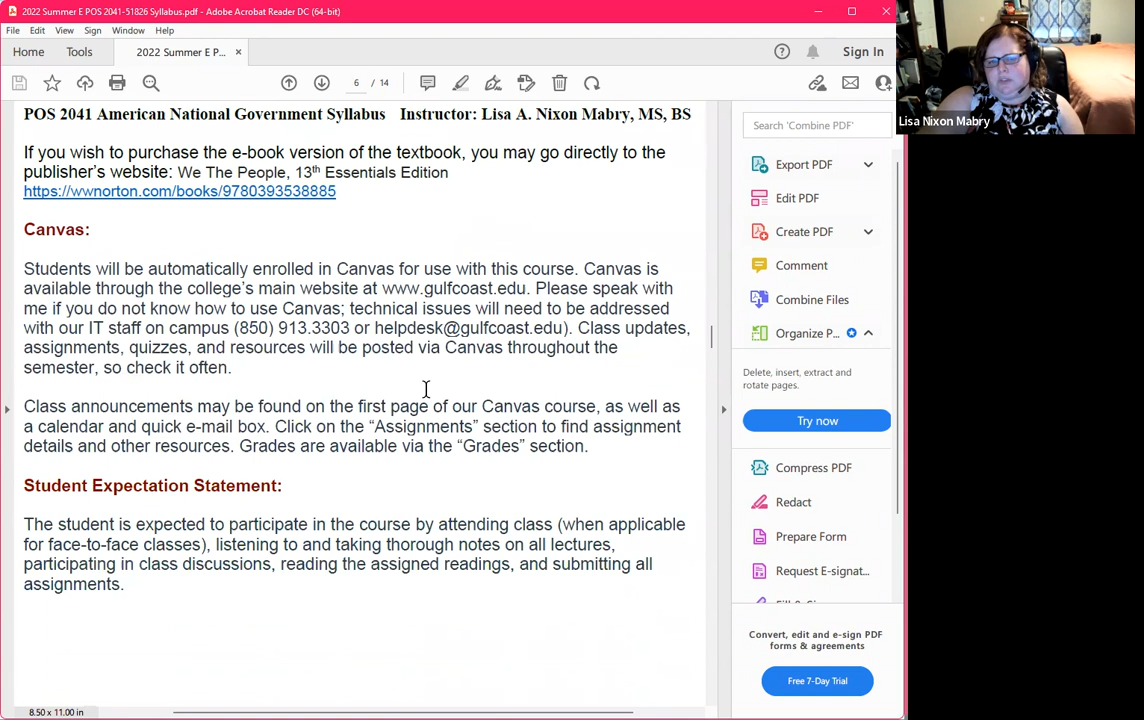 2022 Summer E POS 2041-51826 Syllabus.pdf - Adobe Acrobat Reader DC (64-bit)
File Edit View Sign Window Help
Home Tools 2022 Summer E P... × Sign In
6 / 14
POS 2041 American National Government Syllabus Instructor: Lisa A. Nixon Mabry, MS, BS
If you wish to purchase the e-book version of the textbook, you may go directly to the
publisher's website: We The People, 13th Essentials Edition
https://wwnorton.com/books/9780393538885
Canvas:
Students will be automatically enrolled in Canvas for use with this course. Canvas is
available through the college's main website at www.gulfcoast.edu. Please speak with
me if you do not know how to use Canvas; technical issues will need to be addressed
with our IT staff on campus (850) 913.3303 or helpdesk@gulfcoast.edu). Class updates,
assignments, quizzes, and resources will be posted via Canvas throughout the
semester, so check it often.
Class announcements may be found on the first page of our Canvas course, as well as
a calendar and quick e-mail box. Click on the “Assignments” section to find assignment
details and other resources. Grades are available via the “Grades” section.
Student Expectation Statement:
The student is expected to participate in the course by attending class (when applicable
for face-to-face classes), listening to and taking thorough notes on all lectures,
participating in class discussions, reading the assigned readings, and submitting all
assignments.
8.50 x 11.00 in
Search 'Combine PDF'
Export PDF
Edit PDF
Create PDF
Comment
Combine Files
Organize P...
Delete, insert, extract and
rotate pages.
Try now
Compress PDF
Redact
Prepare Form
Request E-signat...
Convert, edit and e-sign PDF
forms & agreements
Free 7-Day Trial
Lisa Nixon Mabry